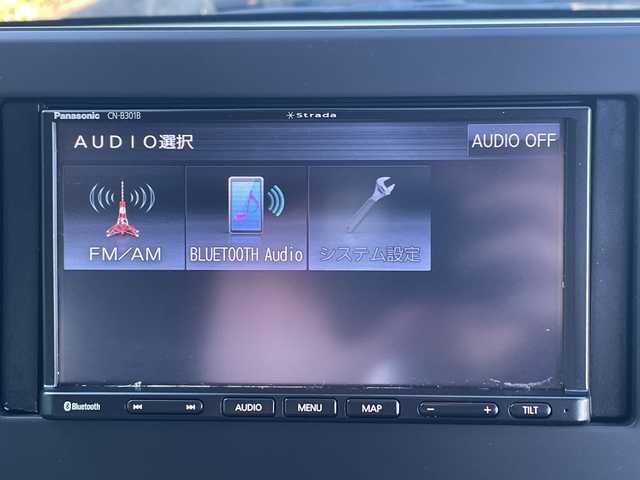 Panasonic CN-B301B Strada
AUDIO選択 AUDIO OFF
FM/AM BLUETOOTH Audio システム設定
Bluetooth AUDIO MENU MAP − + TILT